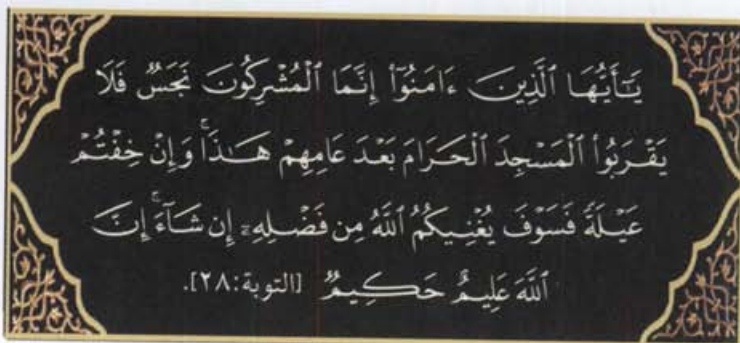 يَـٰٓأَيُّهَا ٱلَّذِينَ ءَامَنُوٓا۟ إِنَّمَا ٱلْمُشْرِكُونَ نَجَسٌ فَلَا
يَقْرَبُوا۟ ٱلْمَسْجِدَ ٱلْحَرَامَ بَعْدَ عَامِهِمْ هَـٰذَا ۚ وَإِنْ خِفْتُمْ
عَيْلَةً فَسَوْفَ يُغْنِيكُمُ ٱللَّهُ مِن فَضْلِهِۦٓ إِن شَآءَ ۚ إِنَّ
ٱللَّهَ عَلِيمٌ حَكِيمٌ [التوبة:٢٨].